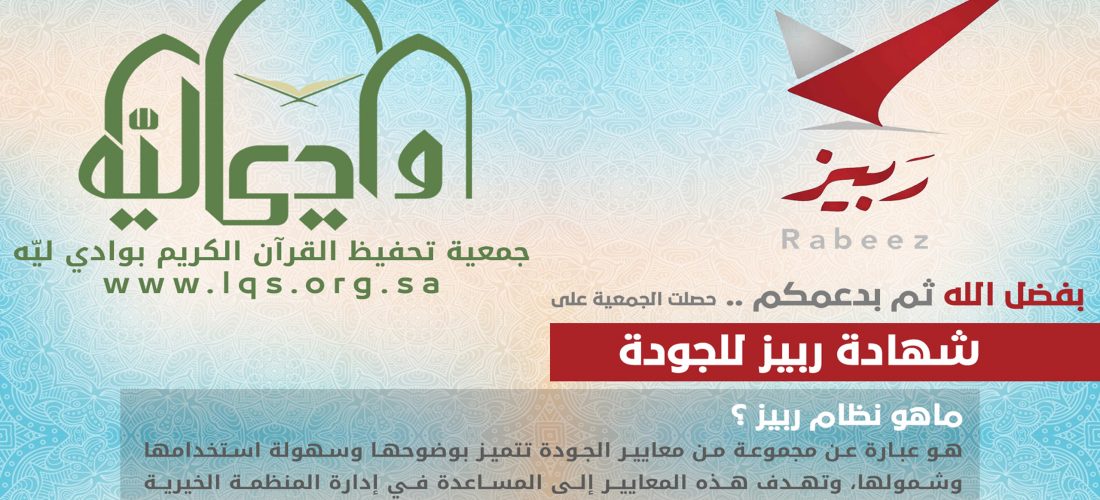 وادي ليّه
جمعية تحفيظ القرآن الكريم بوادي ليّه
www.lqs.org.sa
رَبيز
Rabeez
بفضل الله ثم بدعمكم .. حصلت الجمعية على
شهادة ربيز للجودة
ماهو نظام ربيز ؟
هو عبارة عن مجموعة من معايير الجودة تتميز بوضوحها وسهولة استخدامها
وشمولها، وتهدف هذه المعايير إلى المساعدة في إدارة المنظمة الخيرية